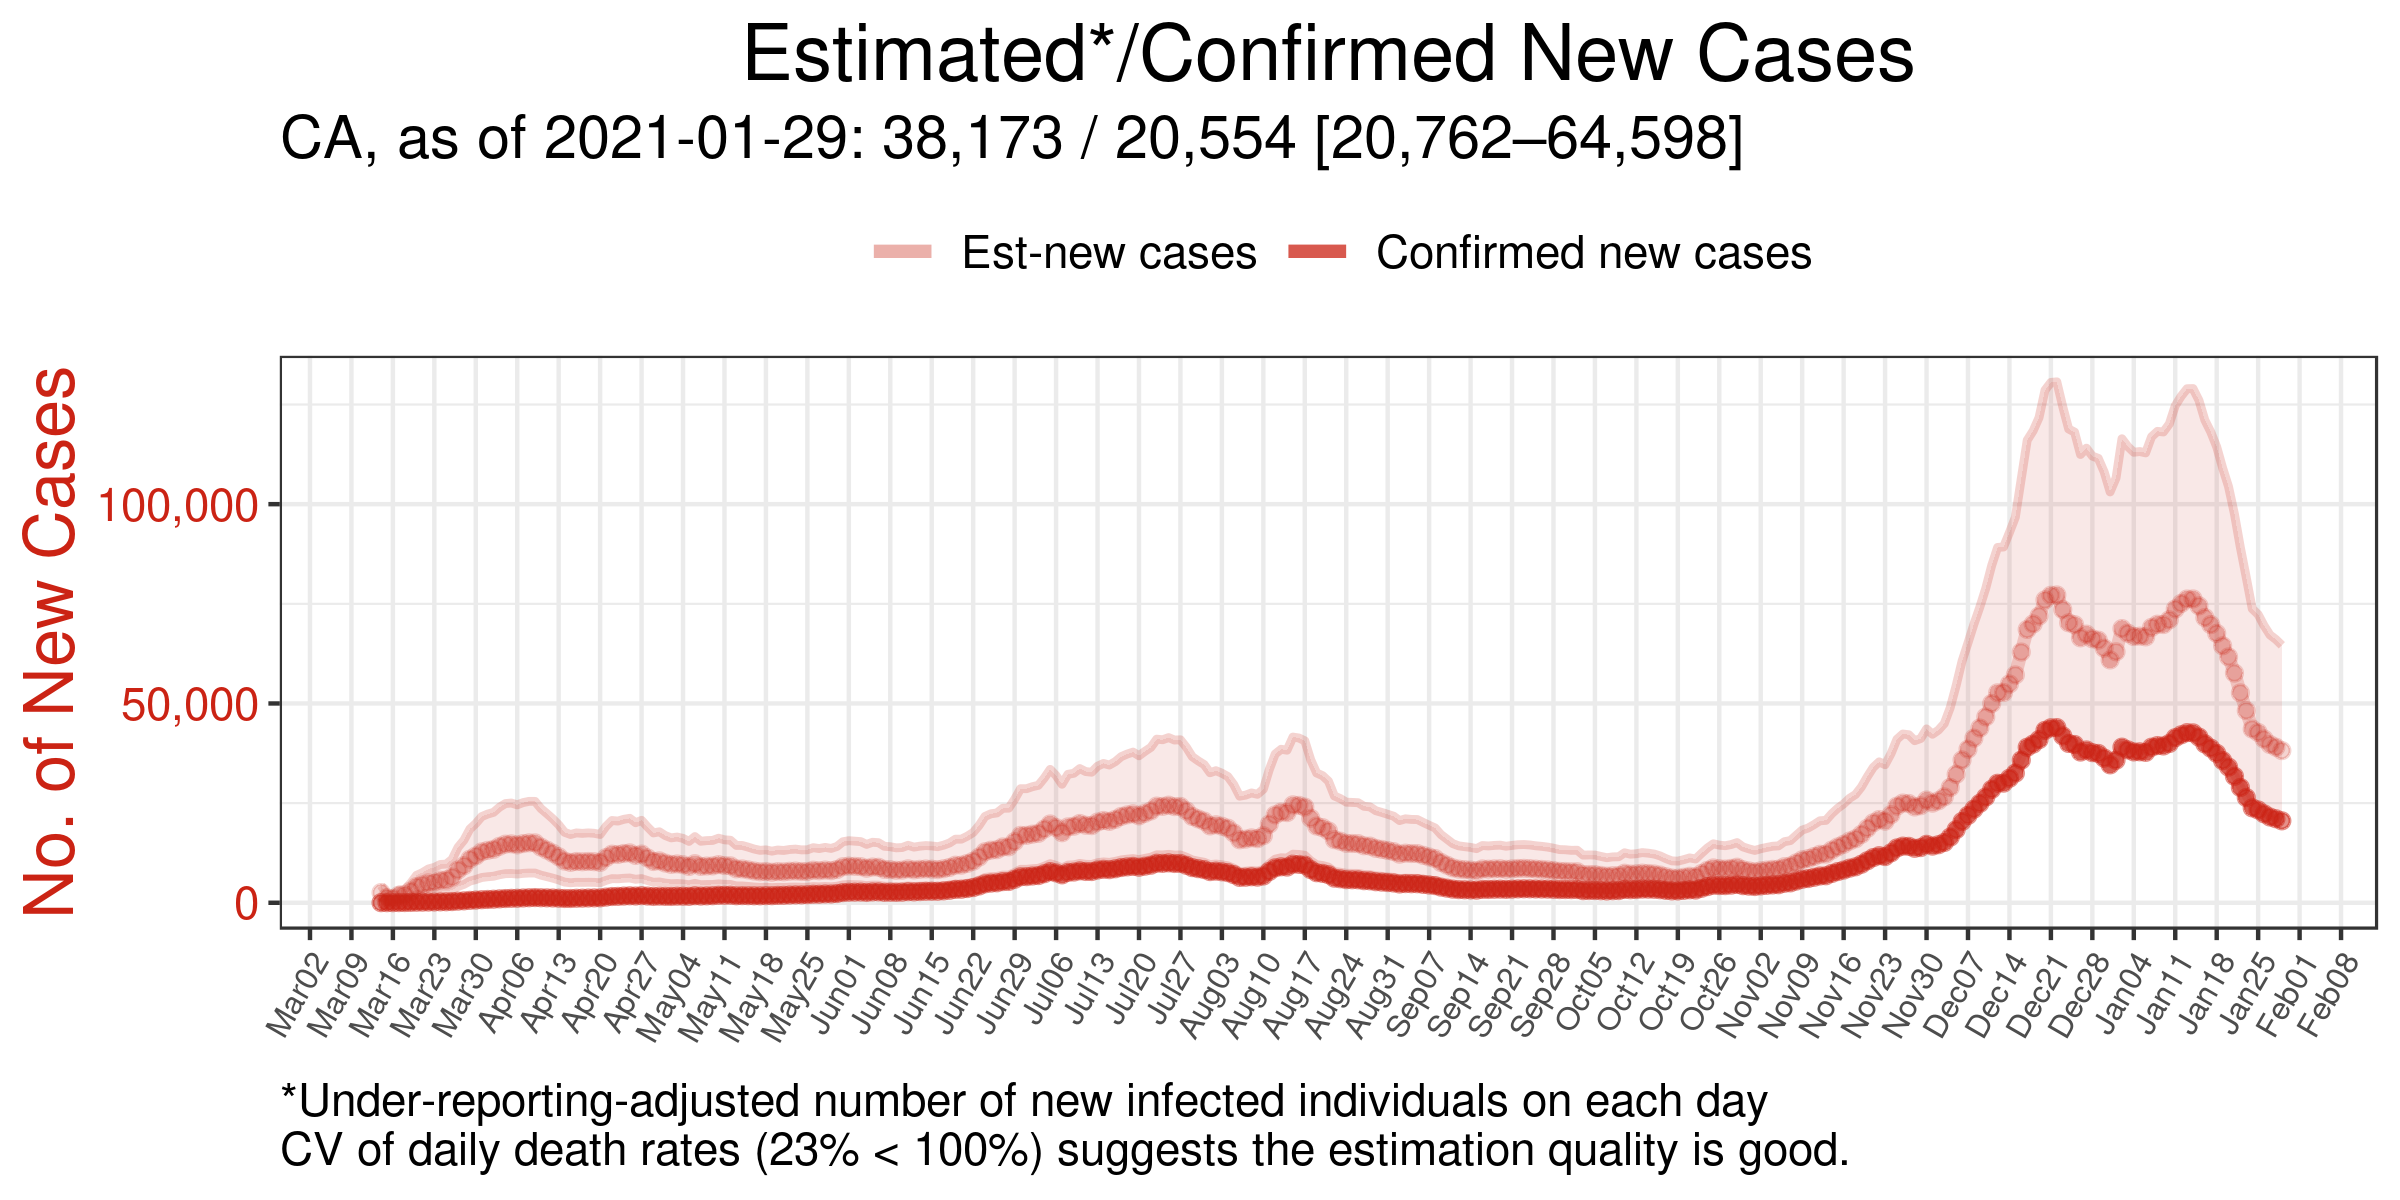 Estimated*/Confirmed New Cases
CA, as of 2021-01-29: 38,173 / 20,554 [20,762–64,598]
Est-new cases Confirmed new cases
No. of New Cases
100,000
50,000
0
Mar02 Mar09 Mar16 Mar23 Mar30 Apr06 Apr13 Apr20 Apr27 May04 May11 May18 May25 Jun01 Jun08 Jun15 Jun22 Jun29 Jul06 Jul13 Jul20 Jul27 Aug03 Aug10 Aug17 Aug24 Aug31 Sep07 Sep14 Sep21 Sep28 Oct05 Oct12 Oct19 Oct26 Nov02 Nov09 Nov16 Nov23 Nov30 Dec07 Dec14 Dec21 Dec28 Jan04 Jan11 Jan18 Jan25 Feb01 Feb08
*Under-reporting-adjusted number of new infected individuals on each day
CV of daily death rates (23% < 100%) suggests the estimation quality is good.